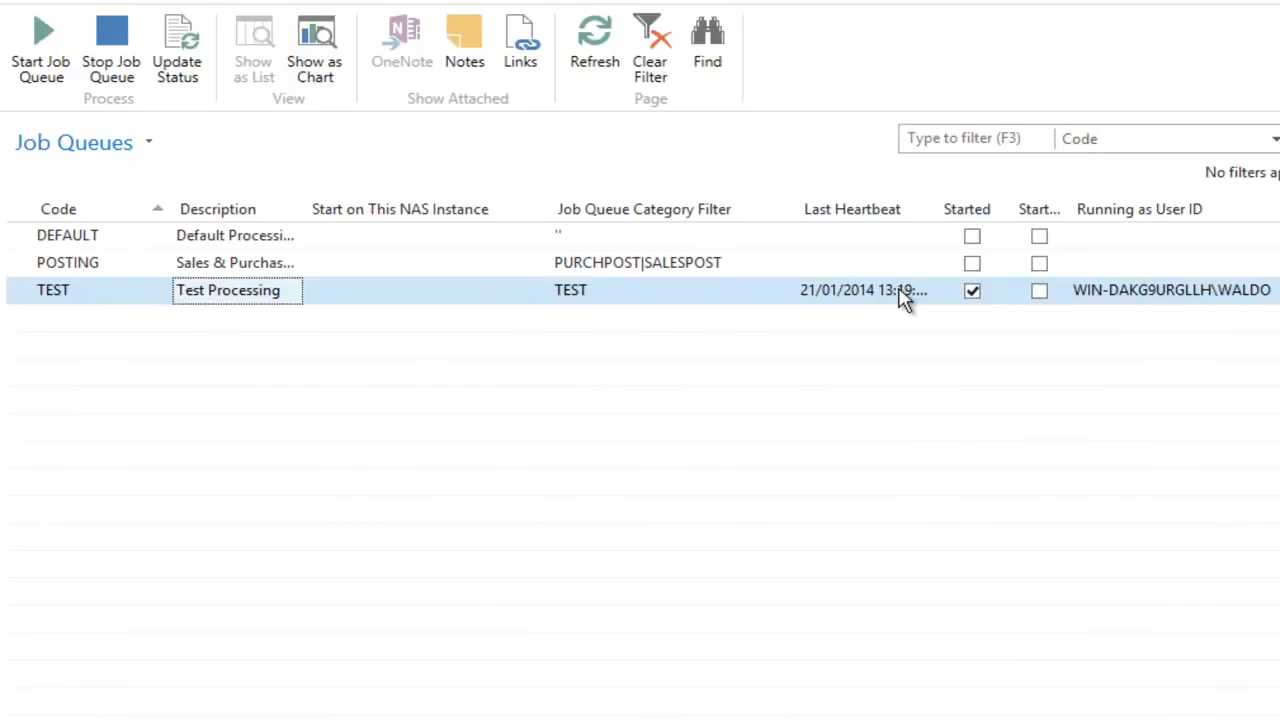 Start Job Queue
Stop Job Queue
Update Status
Process
Show as List
Show as Chart
View
OneNote
Notes
Links
Show Attached
Refresh
Clear Filter
Find
Page
Job Queues
Type to filter (F3)
Code
No filters ap
Code Description Start on This NAS Instance Job Queue Category Filter Last Heartbeat Started Start... Running as User ID
DEFAULT Default Processi... ''
POSTING Sales & Purchas... PURCHPOST|SALESPOST
TEST Test Processing TEST 21/01/2014 13:19:... WIN-DAKG9URGLLH\WALDO